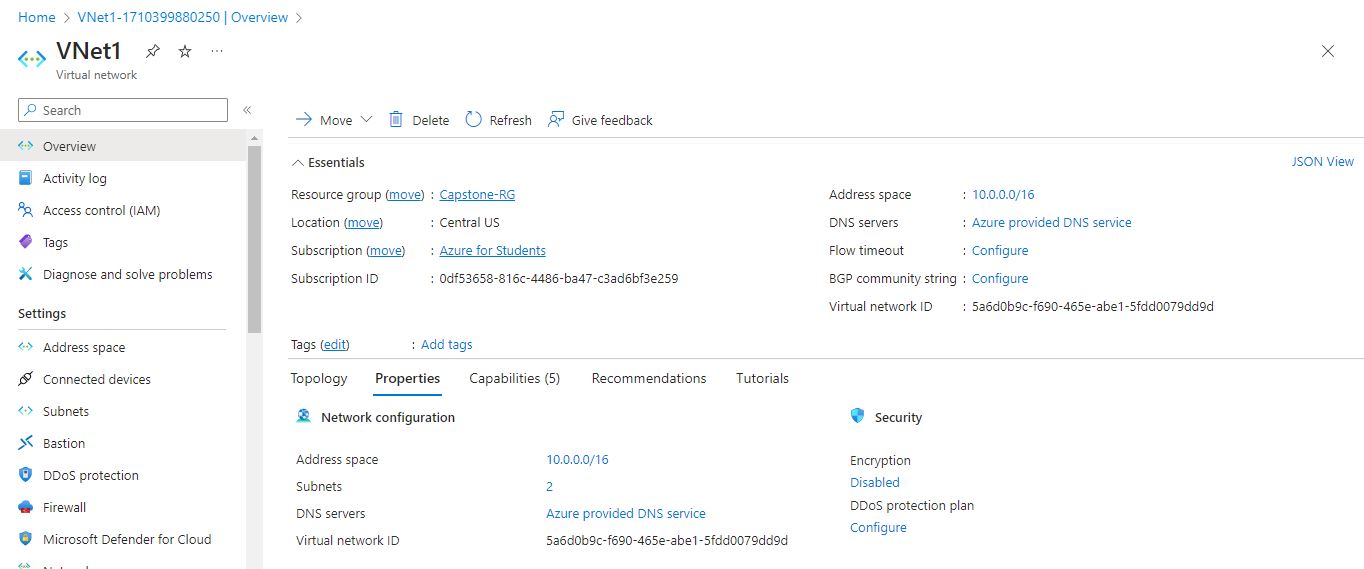 Home > VNet1-1710399880250 | Overview >
VNet1
Virtual network
Search
«
Overview
Activity log
Access control (IAM)
Tags
Diagnose and solve problems
Settings
Address space
Connected devices
Subnets
Bastion
DDoS protection
Firewall
Microsoft Defender for Cloud
Move
Delete
Refresh
Give feedback
Essentials
JSON View
Resource group (move) : Capstone-RG
Location (move) : Central US
Subscription (move) : Azure for Students
Subscription ID : 0df53658-816c-4486-ba47-c3ad6bf3e259
Address space : 10.0.0.0/16
DNS servers : Azure provided DNS service
Flow timeout : Configure
BGP community string : Configure
Virtual network ID : 5a6d0b9c-f690-465e-abe1-5fdd0079dd9d
Tags (edit) : Add tags
Topology Properties Capabilities (5) Recommendations Tutorials
Network configuration
Address space 10.0.0.0/16
Subnets 2
DNS servers Azure provided DNS service
Virtual network ID 5a6d0b9c-f690-465e-abe1-5fdd0079dd9d
Security
Encryption
Disabled
DDoS protection plan
Configure